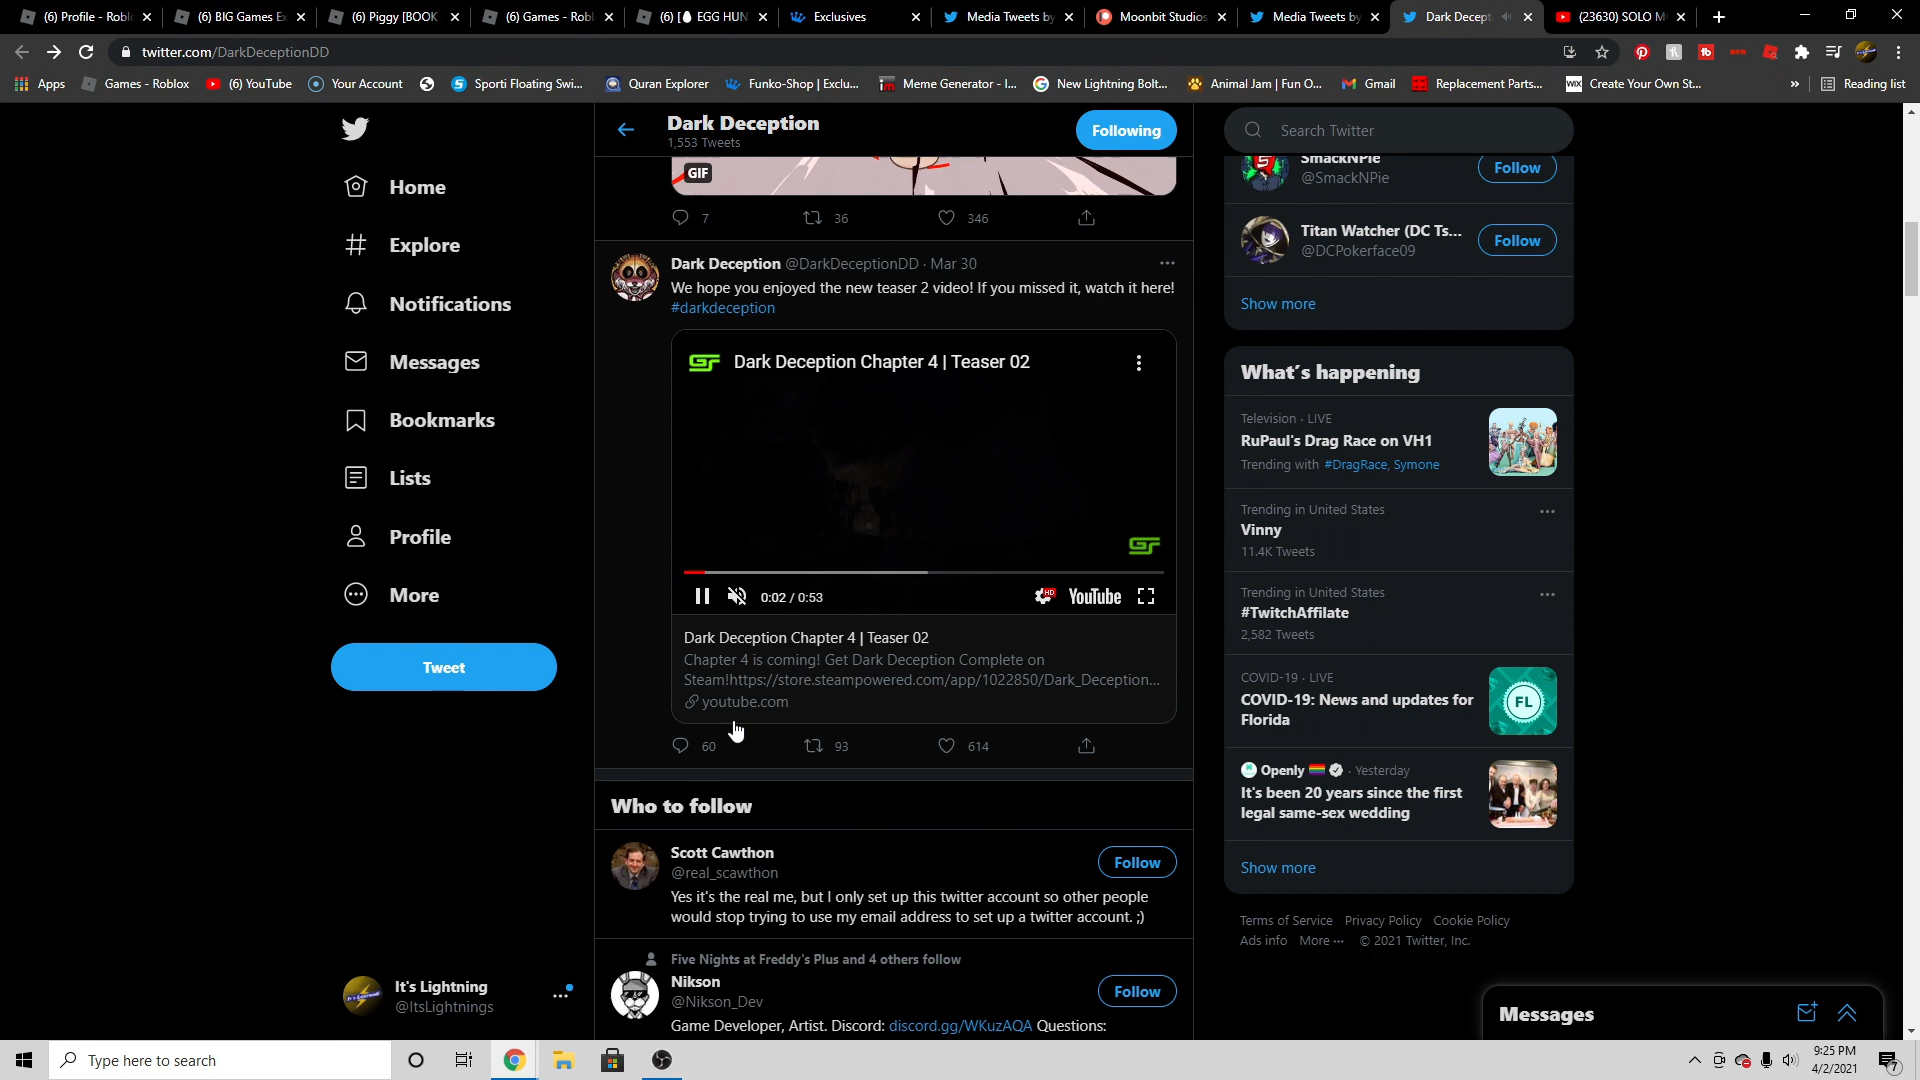 (6) Profile - Robl
(6) BIG Games Ex
(6) Piggy [BOOK
(6) Games - Robl
(6) [🥚 EGG HUN
Exclusives
Media Tweets by
Moonbit Studios
Media Tweets by
Dark Decepti
(23630) SOLO M
twitter.com/DarkDeceptionDD
Apps
Games - Roblox
(6) YouTube
Your Account
Sporti Floating Swi...
Quran Explorer
Funko-Shop | Exclu...
Meme Generator - I...
New Lightning Bolt...
Animal Jam | Fun O...
Gmail
Replacement Parts...
WIX
Create Your Own St...
»
Reading list
Home
Explore
Notifications
Messages
Bookmarks
Lists
Profile
More
Tweet
It's Lightning
@ItsLightnings
Dark Deception
1,553 Tweets
Following
GIF
7 36 346
Dark Deception @DarkDeceptionDD · Mar 30
We hope you enjoyed the new teaser 2 video! If you missed it, watch it here!
#darkdeception
GF Dark Deception Chapter 4 | Teaser 02
GF
0:02 / 0:53 HD YouTube
Dark Deception Chapter 4 | Teaser 02
Chapter 4 is coming! Get Dark Deception Complete on
Steam!https://store.steampowered.com/app/1022850/Dark_Deception...
youtube.com
60 93 614
Who to follow
Scott Cawthon
@real_scawthon
Follow
Yes it's the real me, but I only set up this twitter account so other people
would stop trying to use my email address to set up a twitter account. ;)
Five Nights at Freddy's Plus and 4 others follow
Nikson
@Nikson_Dev
Follow
Game Developer, Artist. Discord: discord.gg/WKuzAQA Questions:
Search Twitter
SmackNPie
@SmackNPie
Follow
Titan Watcher (DC Ts...
@DCPokerface09
Follow
Show more
What's happening
Television · LIVE
RuPaul's Drag Race on VH1
Trending with #DragRace, Symone
Trending in United States
Vinny
11.4K Tweets
Trending in United States
#TwitchAffilate
2,582 Tweets
COVID-19 · LIVE
COVID-19: News and updates for
Florida
FL
Openly 🏳️‍🌈 · Yesterday
It's been 20 years since the first
legal same-sex wedding
Show more
Terms of Service Privacy Policy Cookie Policy
Ads info More ··· © 2021 Twitter, Inc.
Messages
Type here to search
9:25 PM
4/2/2021
7